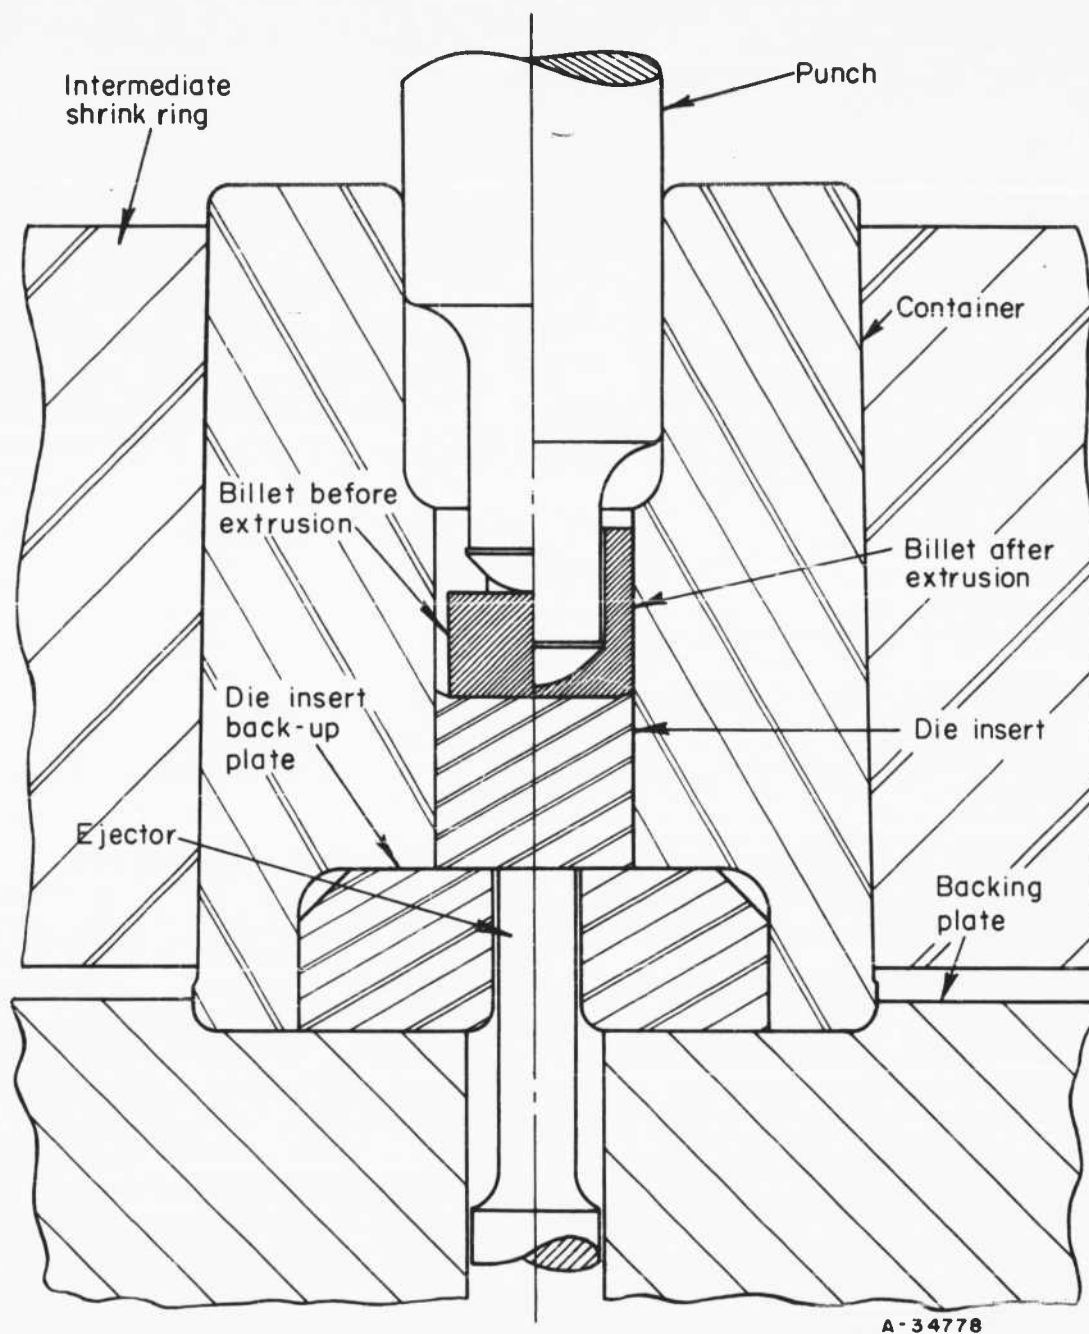 Intermediate
shrink ring
Punch
Container
Billet before
extrusion
Billet after
extrusion
Die insert
back-up
plate
Die insert
Ejector
Backing
plate
A-34778